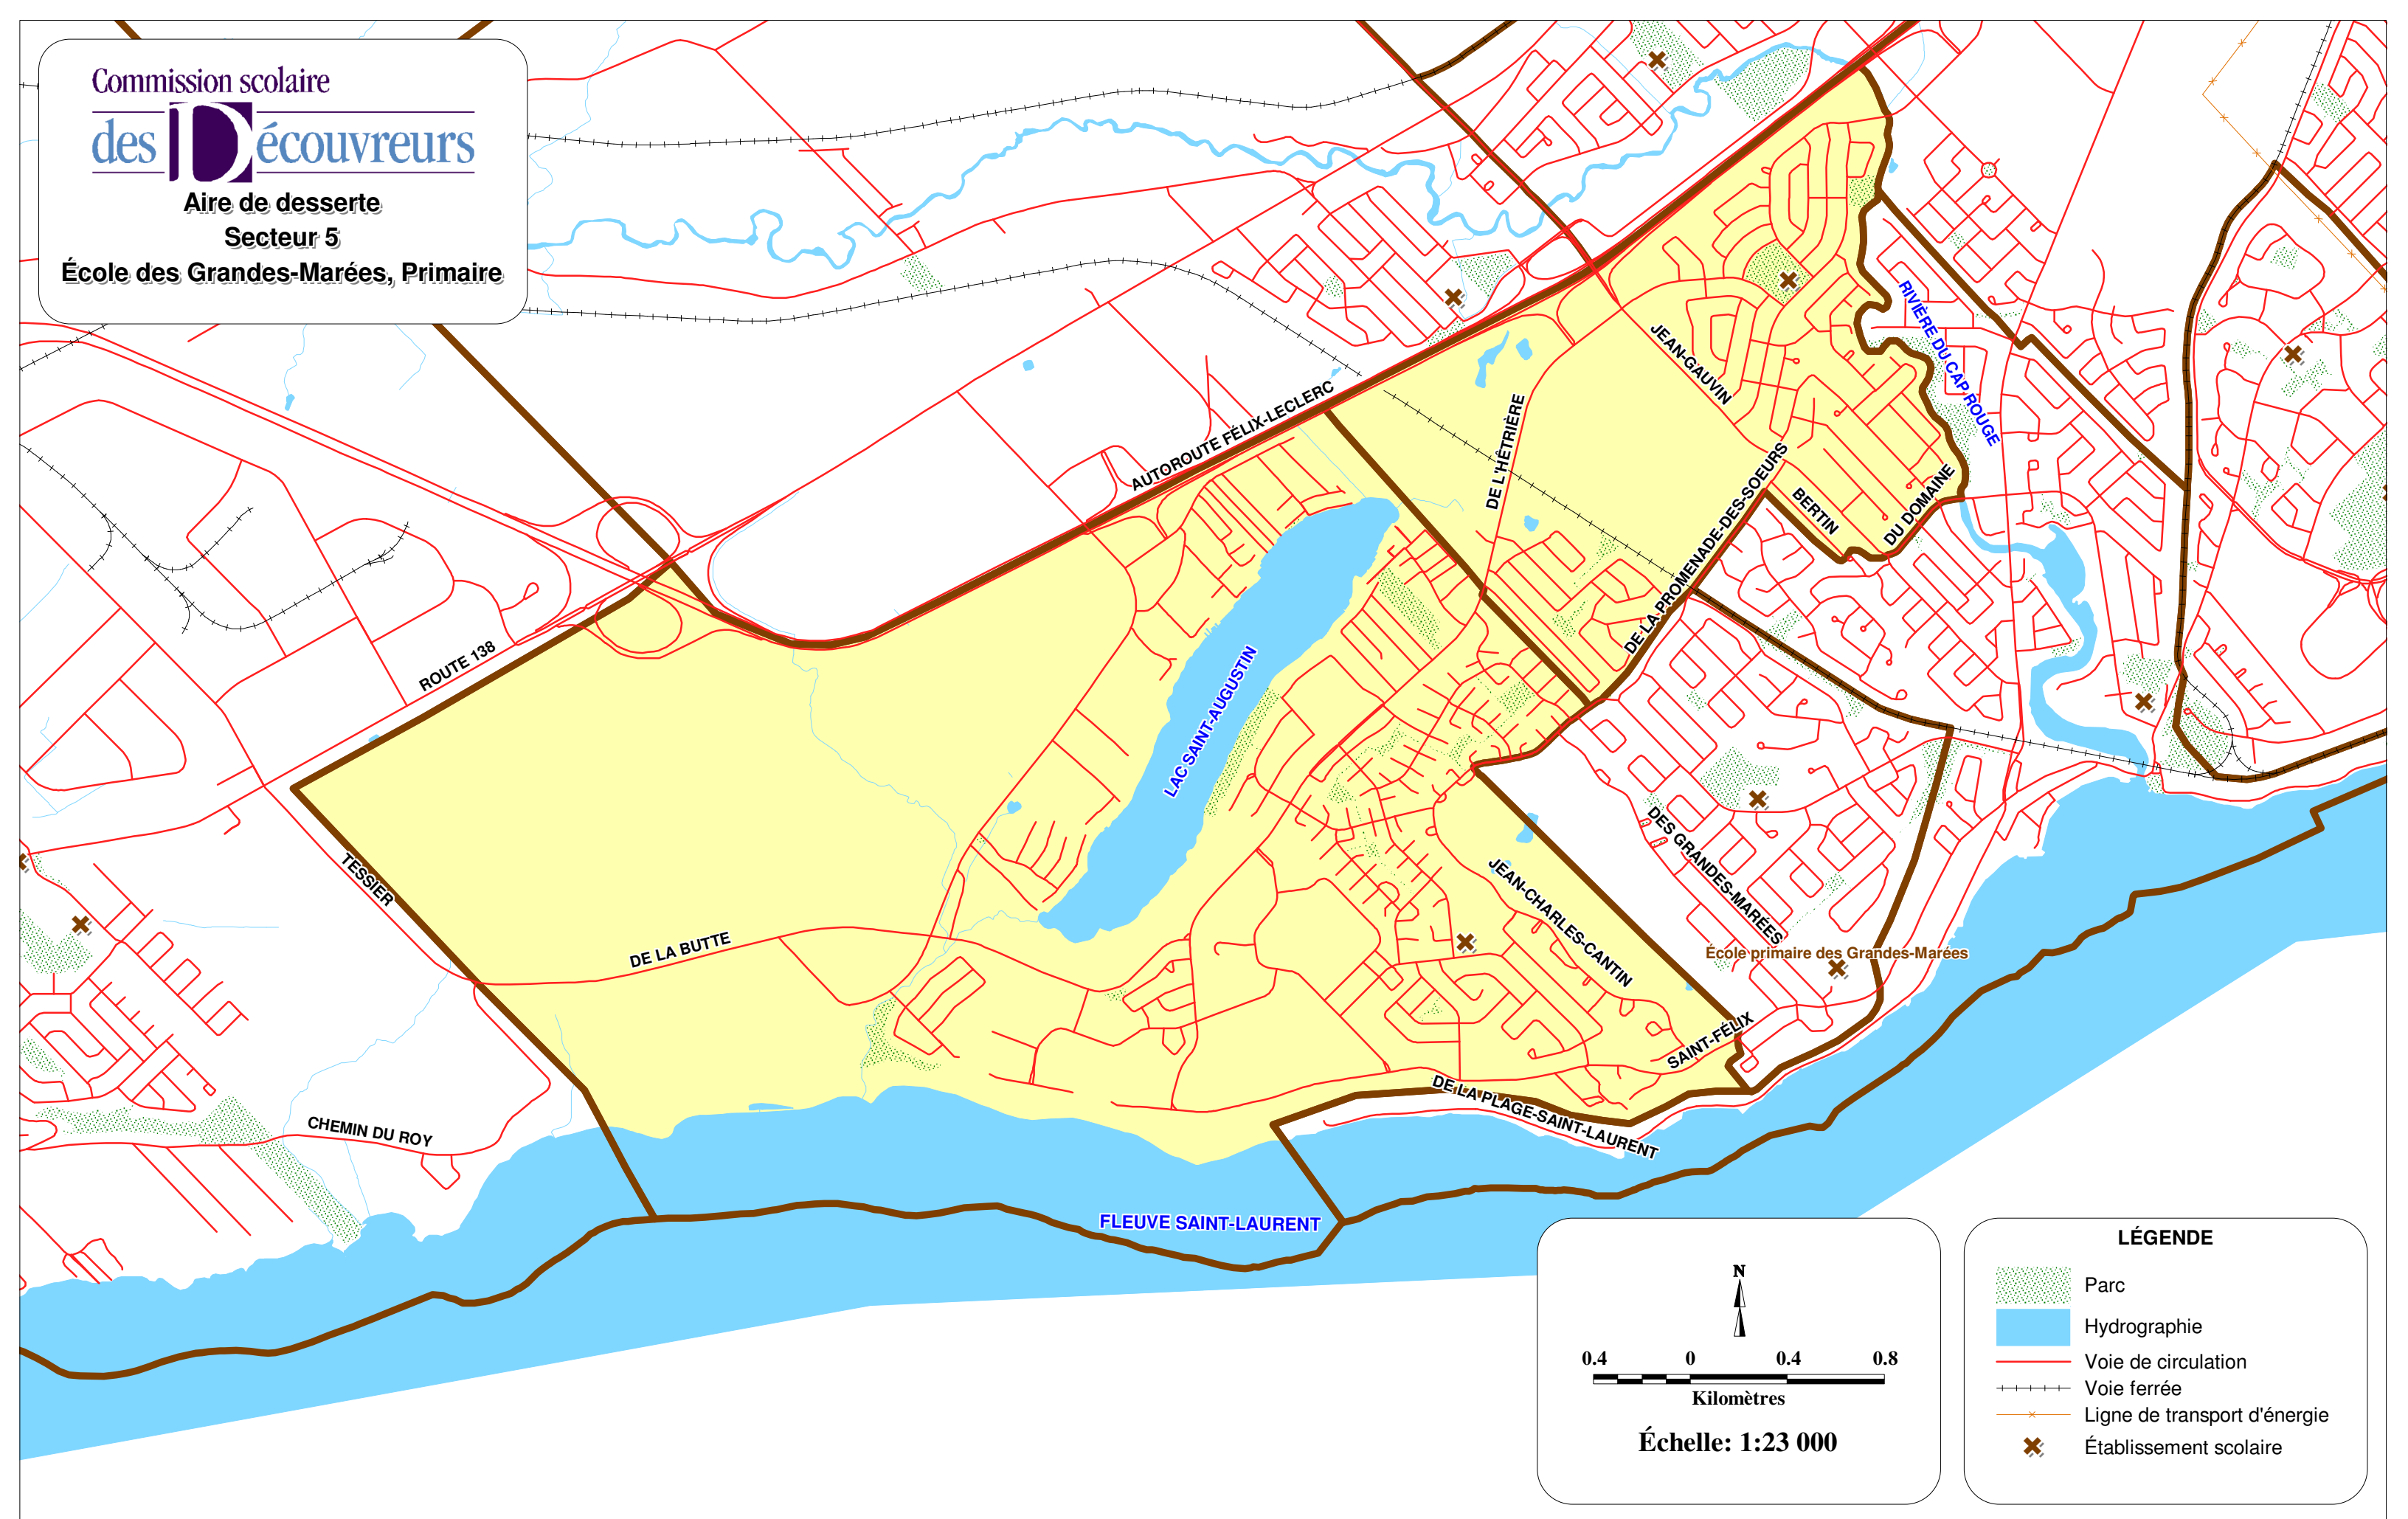 Commission scolaire
des Découvreurs
Aire de desserte
Secteur 5
École des Grandes-Marées, Primaire
AUTOROUTE FÉLIX-LECLERC
DE L'HÊTRIÈRE
JEAN-GAUVIN
RIVIÈRE DU CAP ROUGE
DE LA PROMENADE-DES-SOEURS
BERTIN
DU DOMAINE
ROUTE 138
LAC SAINT-AUGUSTIN
TESSIER
DE LA BUTTE
JEAN-CHARLES-CANTIN
DES GRANDES-MARÉES
École primaire des Grandes-Marées
SAINT-FÉLIX
DE LA PLAGE-SAINT-LAURENT
CHEMIN DU ROY
FLEUVE SAINT-LAURENT
N
0.4 0 0.4 0.8
Kilomètres
Échelle: 1:23 000
LÉGENDE
Parc
Hydrographie
Voie de circulation
Voie ferrée
Ligne de transport d'énergie
Établissement scolaire